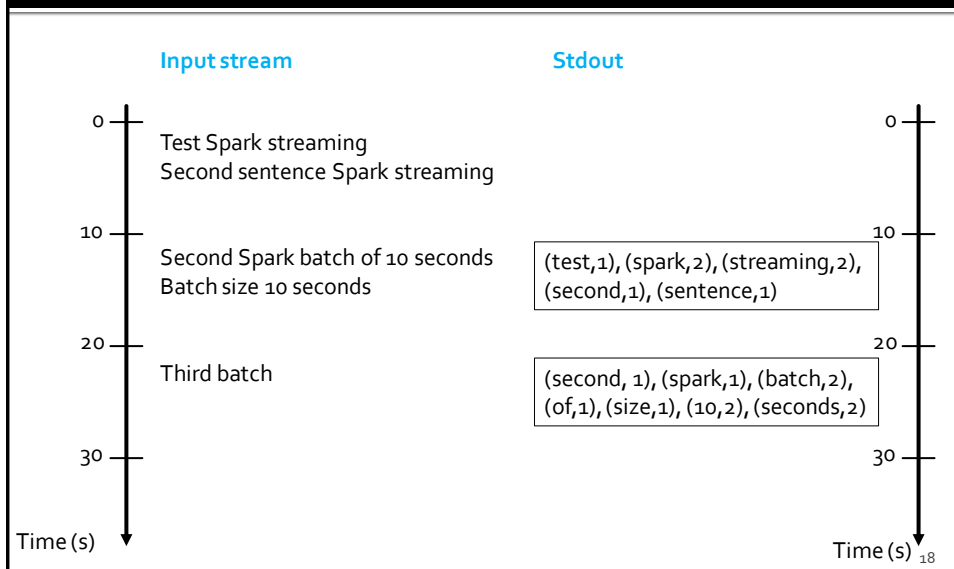 Input stream
Stdout
0
0
Test Spark streaming
Second sentence Spark streaming
10
10
Second Spark batch of 10 seconds
Batch size 10 seconds
(test,1), (spark,2), (streaming,2),
(second,1), (sentence,1)
20
20
Third batch
(second, 1), (spark,1), (batch,2),
(of,1), (size,1), (10,2), (seconds,2)
30
30
Time (s)
Time (s)
18